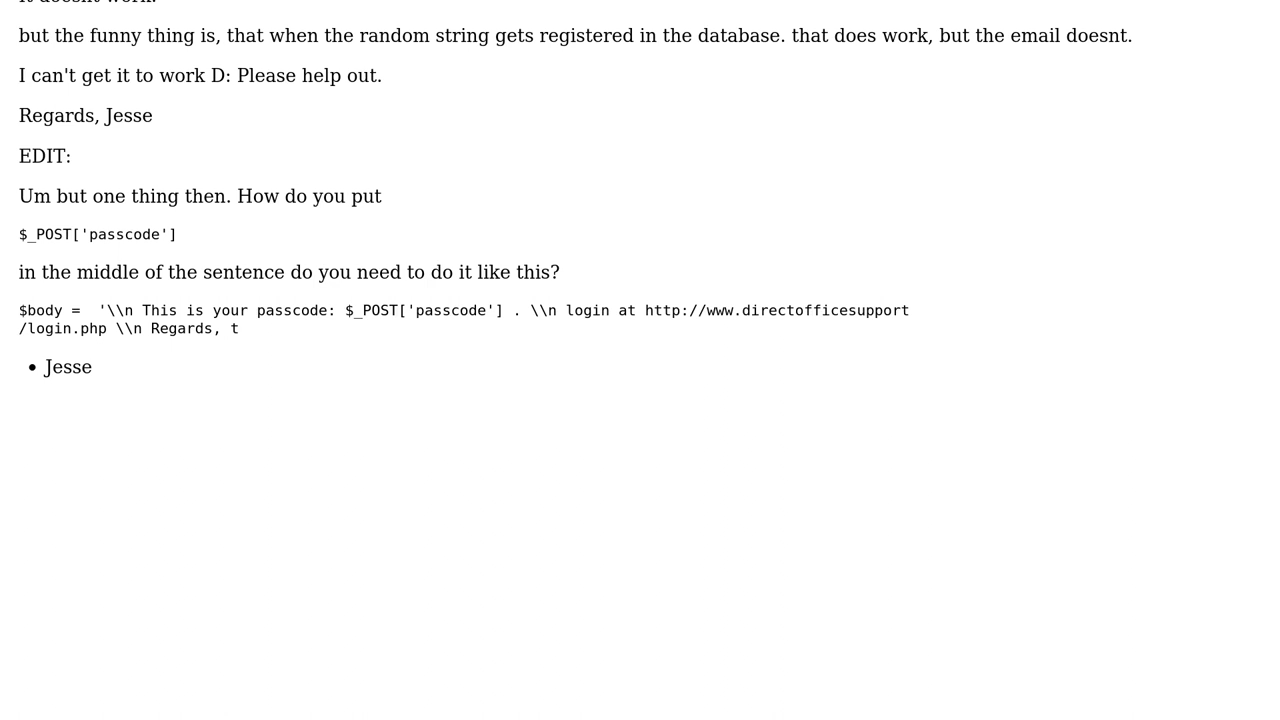 it doesnt work.
but the funny thing is, that when the random string gets registered in the database. that does work, but the email doesnt.
I can't get it to work D: Please help out.
Regards, Jesse
EDIT:
Um but one thing then. How do you put
$_POST['passcode']
in the middle of the sentence do you need to do it like this?
$body =  '\\n This is your passcode: $_POST['passcode'] . \\n login at http://www.directofficesupport
/login.php \\n Regards, t
• Jesse